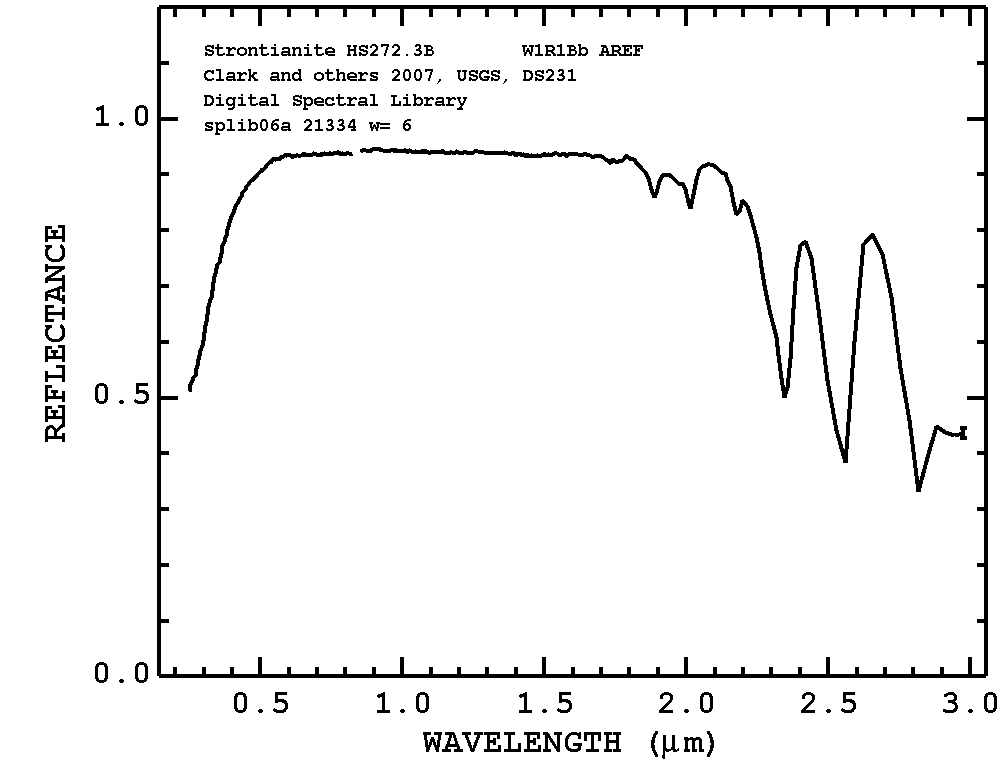 Strontianite HS272.3B W1R1Bb AREF
Clark and others 2007, USGS, DS231
Digital Spectral Library
splib06a 21334 w= 6
1.0
0.5
0.0
REFLECTANCE
0.5 1.0 1.5 2.0 2.5 3.0
WAVELENGTH (μm)